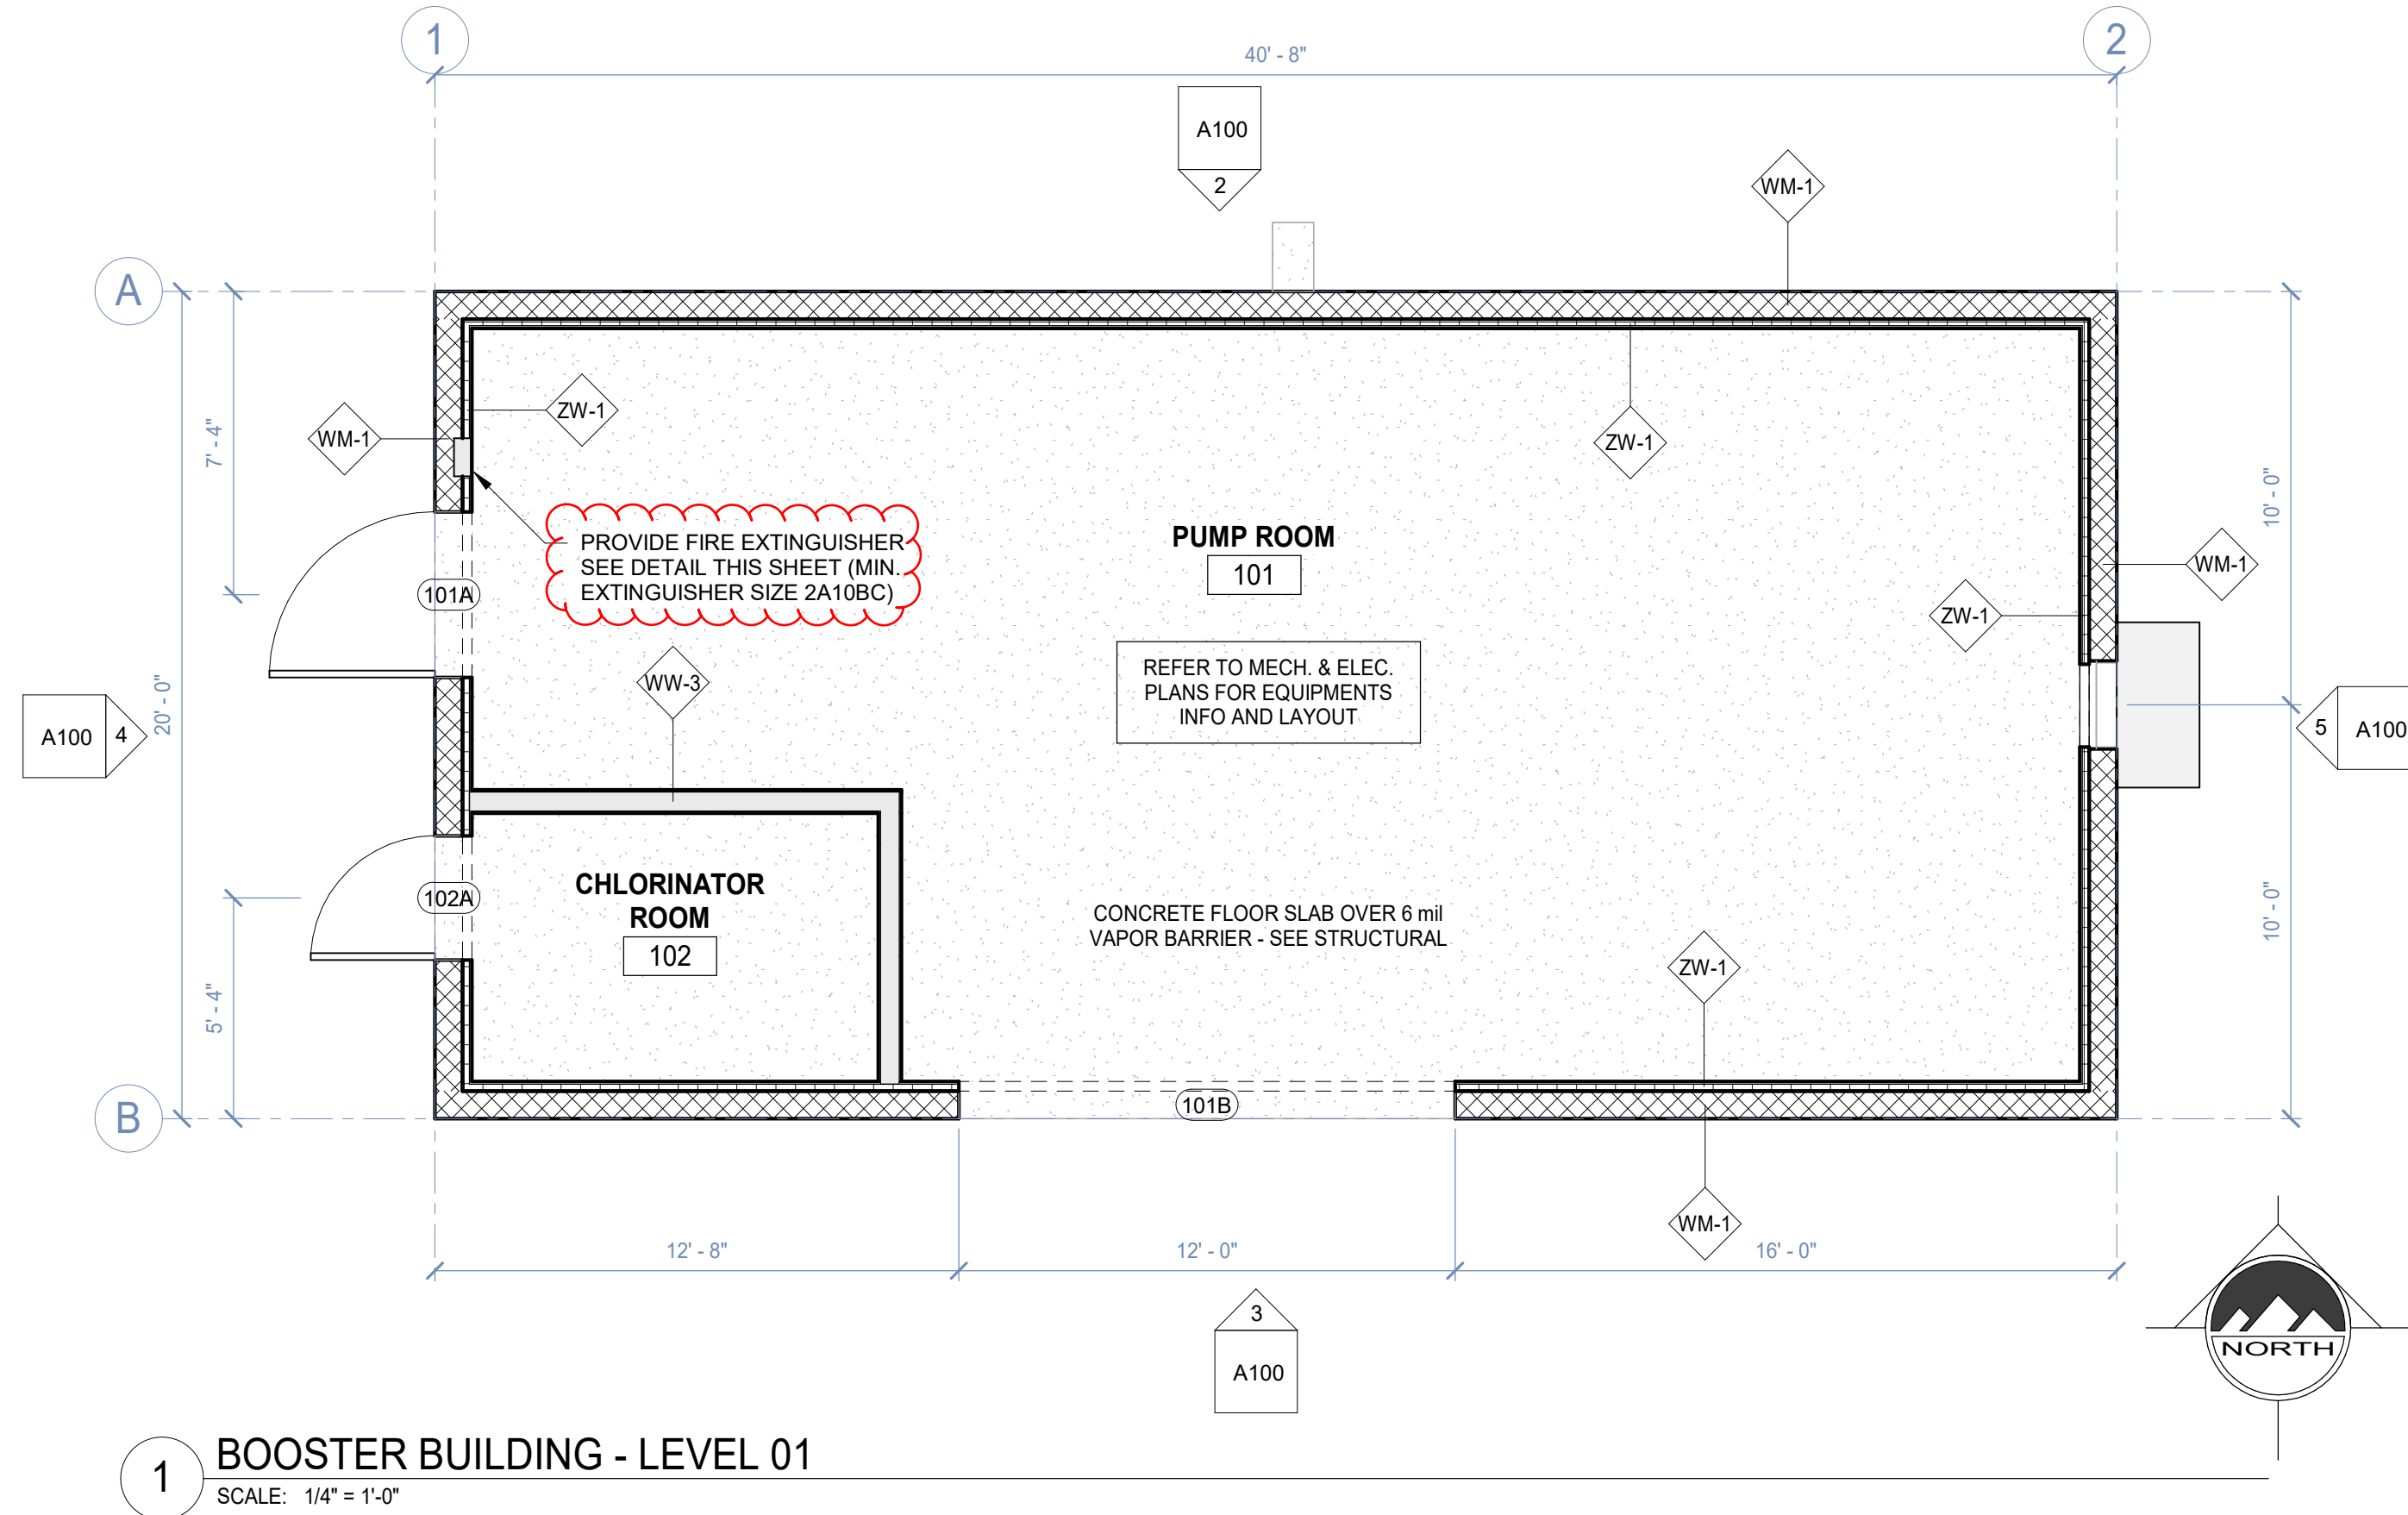 1
2
40' - 8"
A100
2
WM-1
A
7' - 4"
ZW-1
WM-1
ZW-1
10' - 0"
PROVIDE FIRE EXTINGUISHER
SEE DETAIL THIS SHEET (MIN.
EXTINGUISHER SIZE 2A10BC)
PUMP ROOM
101
WM-1
101A
ZW-1
WW-3
REFER TO MECH. & ELEC.
PLANS FOR EQUIPMENTS
INFO AND LAYOUT
20' - 0"
A100
4
5
A100
CHLORINATOR
ROOM
102
102A
CONCRETE FLOOR SLAB OVER 6 mil
VAPOR BARRIER - SEE STRUCTURAL
10' - 0"
ZW-1
5' - 4"
B
101B
WM-1
12' - 8"
12' - 0"
16' - 0"
3
A100
NORTH
1
BOOSTER BUILDING - LEVEL 01
SCALE: 1/4" = 1'-0"